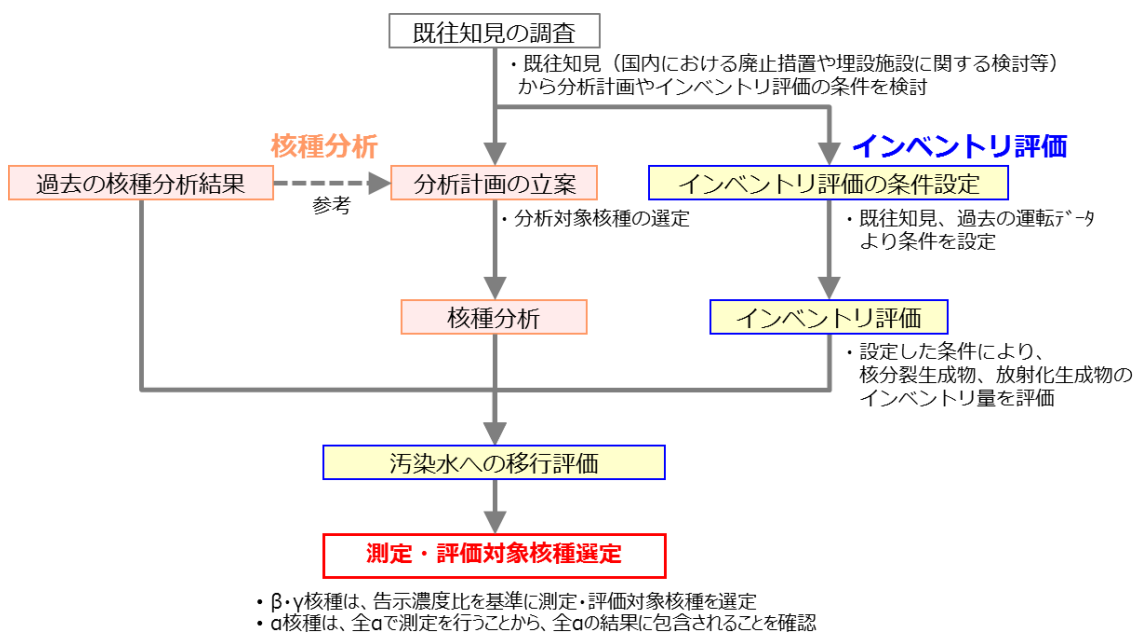 既往知見の調査
・既往知見（国内における廃止措置や埋設施設に関する検討等）
から分析計画やインベントリ評価の条件を検討
核種分析
インベントリ評価
過去の核種分析結果
参考
分析計画の立案
インベントリ評価の条件設定
・分析対象核種の選定
・既往知見、過去の運転ﾃﾞｰﾀ
より条件を設定
核種分析
インベントリ評価
・設定した条件により、
核分裂生成物、放射化生成物の
インベントリ量を評価
汚染水への移行評価
測定・評価対象核種選定
• β・γ核種は、告示濃度比を基準に測定・評価対象核種を選定
• α核種は、全αで測定を行うことから、全αの結果に包含されることを確認